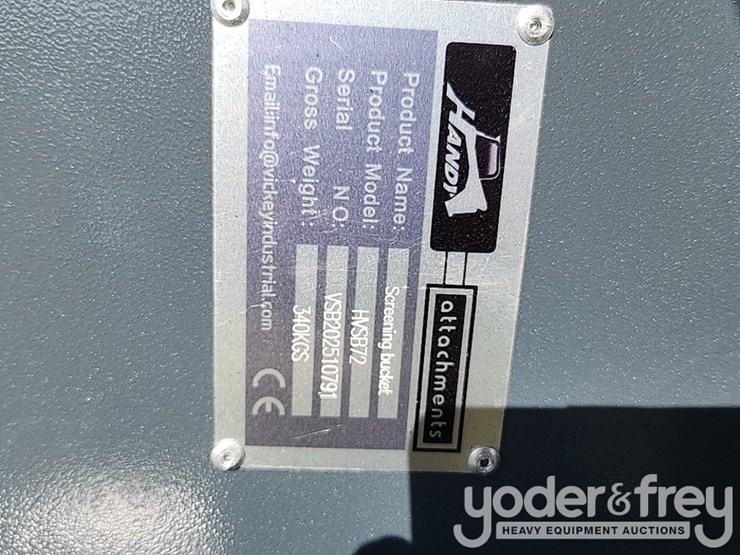 HANDY
attachments
Product Name: Screening bucket
Product Model: HVSB72
Serial NO: VSB202510791
Gross Weight: 340KGS
Email:info@vickeyindustrial.com
CE
yoder&frey
HEAVY EQUIPMENT AUCTIONS